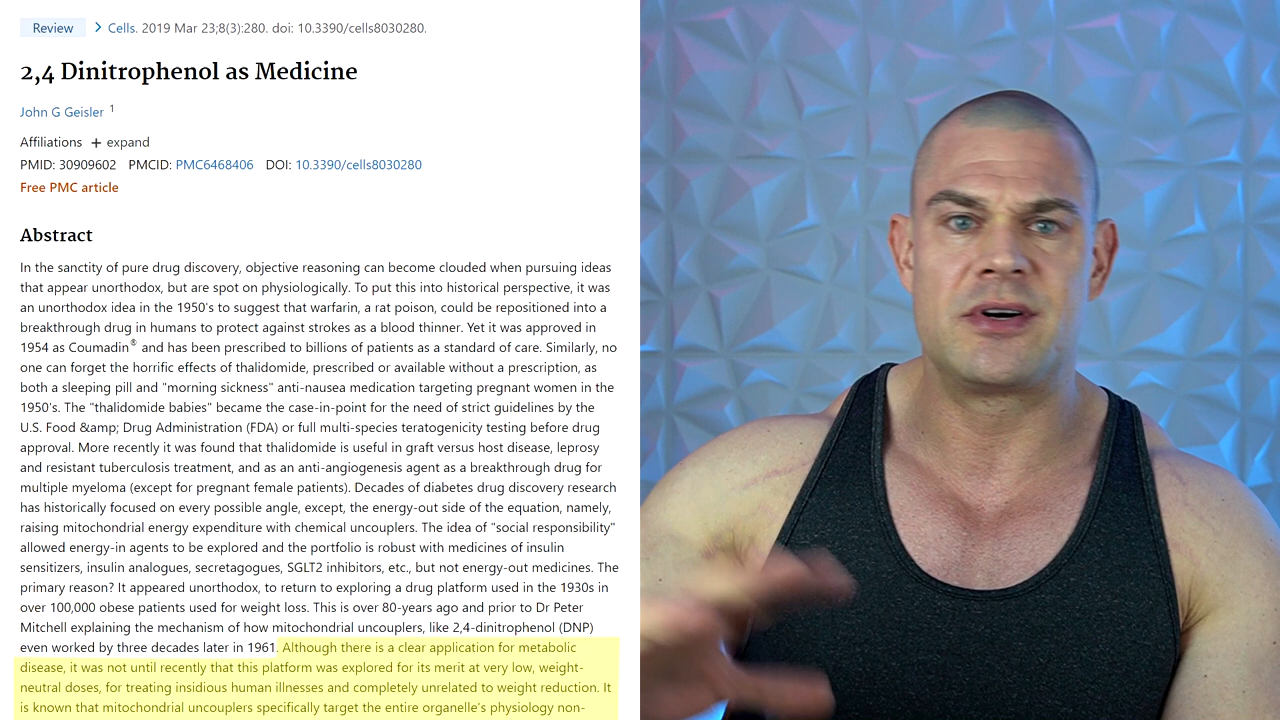 Review > Cells. 2019 Mar 23;8(3):280. doi: 10.3390/cells8030280.
2,4 Dinitrophenol as Medicine
John G Geisler 1
Affiliations + expand
PMID: 30909602 PMCID: PMC6468406 DOI: 10.3390/cells8030280
Free PMC article
Abstract
In the sanctity of pure drug discovery, objective reasoning can become clouded when pursuing ideas
that appear unorthodox, but are spot on physiologically. To put this into historical perspective, it was
an unorthodox idea in the 1950's to suggest that warfarin, a rat poison, could be repositioned into a
breakthrough drug in humans to protect against strokes as a blood thinner. Yet it was approved in
1954 as Coumadin® and has been prescribed to billions of patients as a standard of care. Similarly, no
one can forget the horrific effects of thalidomide, prescribed or available without a prescription, as
both a sleeping pill and "morning sickness" anti-nausea medication targeting pregnant women in the
1950's. The "thalidomide babies" became the case-in-point for the need of strict guidelines by the
U.S. Food &amp; Drug Administration (FDA) or full multi-species teratogenicity testing before drug
approval. More recently it was found that thalidomide is useful in graft versus host disease, leprosy
and resistant tuberculosis treatment, and as an anti-angiogenesis agent as a breakthrough drug for
multiple myeloma (except for pregnant female patients). Decades of diabetes drug discovery research
has historically focused on every possible angle, except, the energy-out side of the equation, namely,
raising mitochondrial energy expenditure with chemical uncouplers. The idea of "social responsibility"
allowed energy-in agents to be explored and the portfolio is robust with medicines of insulin
sensitizers, insulin analogues, secretagogues, SGLT2 inhibitors, etc., but not energy-out medicines. The
primary reason? It appeared unorthodox, to return to exploring a drug platform used in the 1930s in
over 100,000 obese patients used for weight loss. This is over 80-years ago and prior to Dr Peter
Mitchell explaining the mechanism of how mitochondrial uncouplers, like 2,4-dinitrophenol (DNP)
even worked by three decades later in 1961. Although there is a clear application for metabolic
disease, it was not until recently that this platform was explored for its merit at very low, weight-
neutral doses, for treating insidious human illnesses and completely unrelated to weight reduction. It
is known that mitochondrial uncouplers specifically target the entire organelle's physiology non-